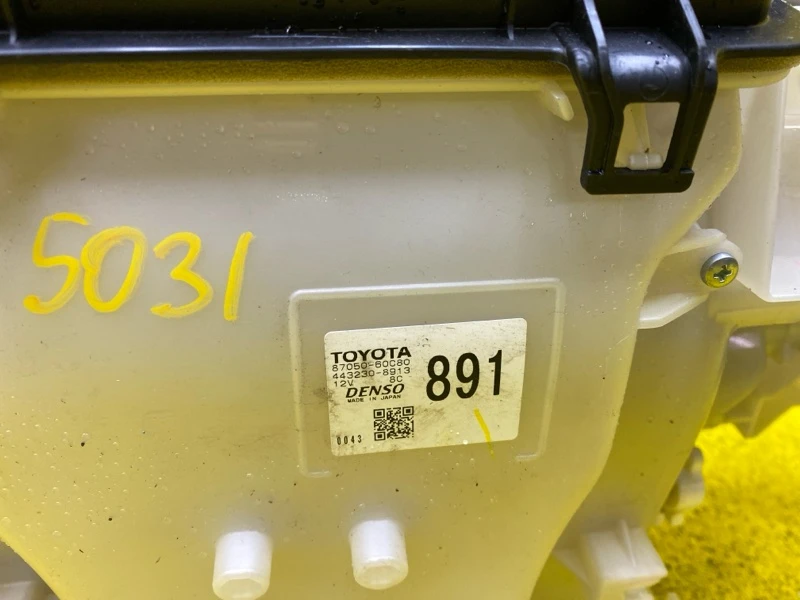 5031
TOYOTA
87050-60C80
443230-8913
12V 8C
DENSO
MADE IN JAPAN
891
0043